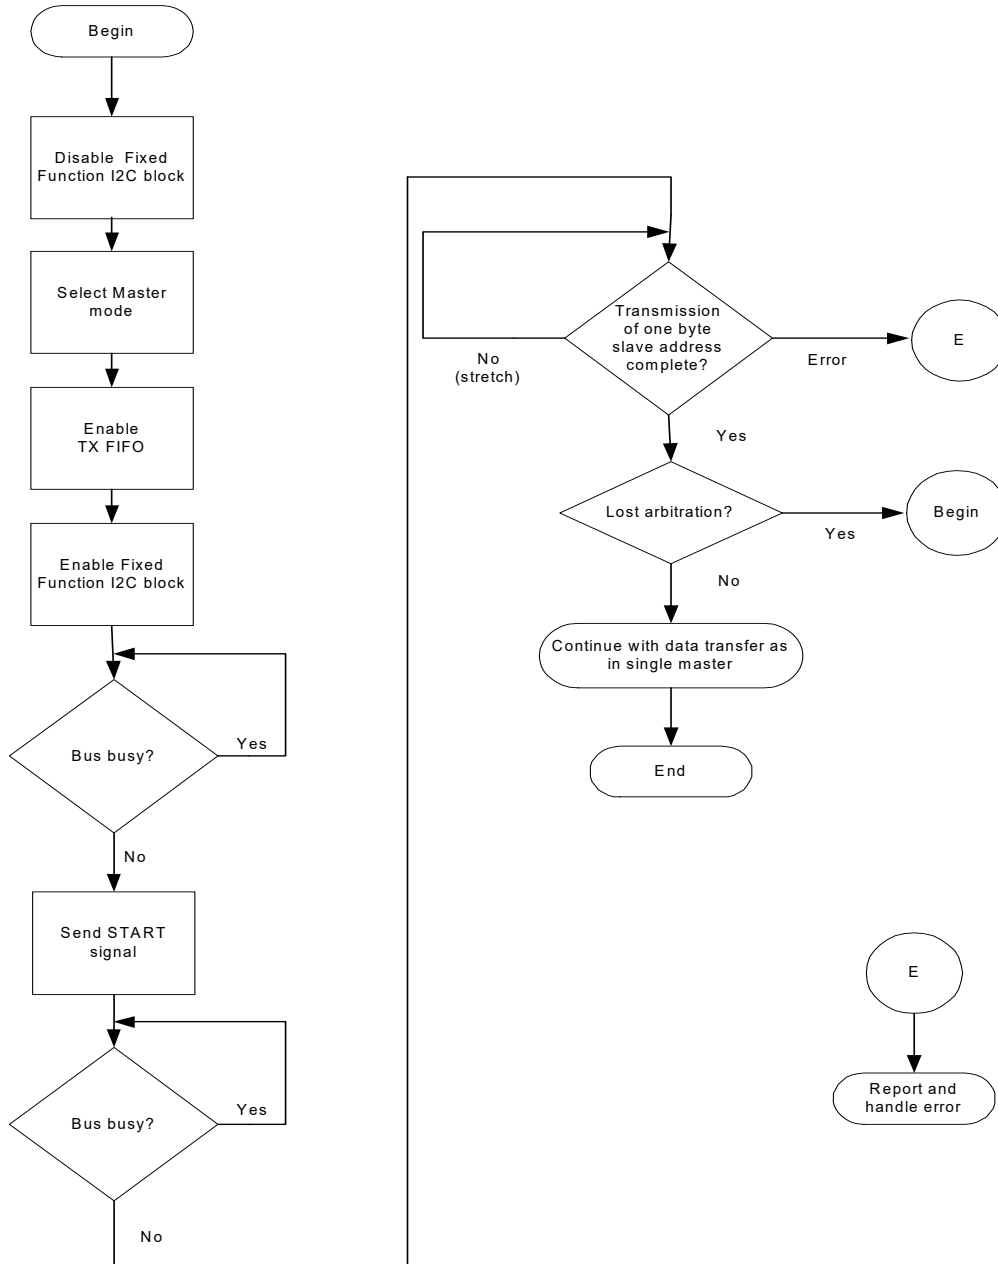 Begin
Disable Fixed
Function I2C block
Select Master
mode
Enable
TX FIFO
Enable Fixed
Function I2C block
Bus busy?
Yes
No
Send START
signal
Bus busy?
Yes
No
Transmission
of one byte
slave address
complete?
No
(stretch)
Error
E
Yes
Lost arbitration?
Yes
Begin
No
Continue with data transfer as
in single master
End
E
Report and
handle error